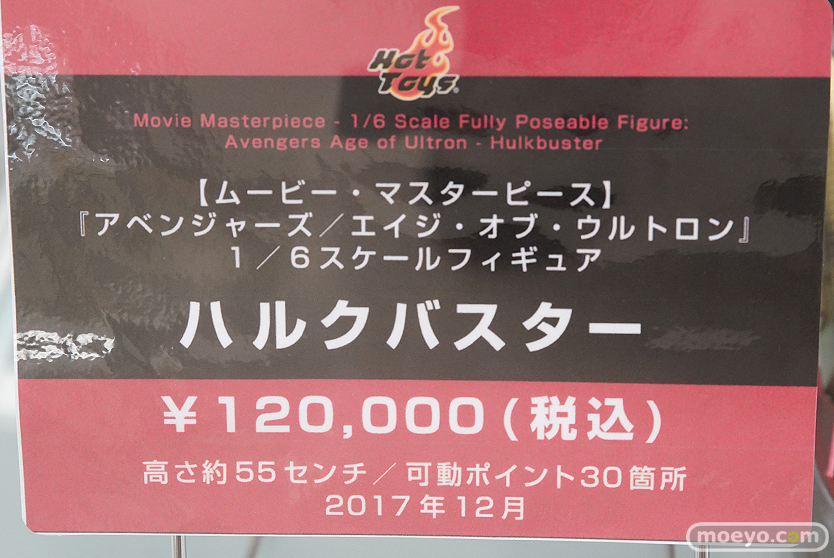 Hot
Toys
Movie Masterpiece - 1/6 Scale Fully Poseable Figure:
Avengers Age of Ultron - Hulkbuster
【ムービー・マスターピース】
『アベンジャーズ／エイジ・オブ・ウルトロン』
１／６スケールフィギュア
ハルクバスター
￥120,000(税込)
高さ約55センチ／可動ポイント30箇所
2017年12月
moeyo.com